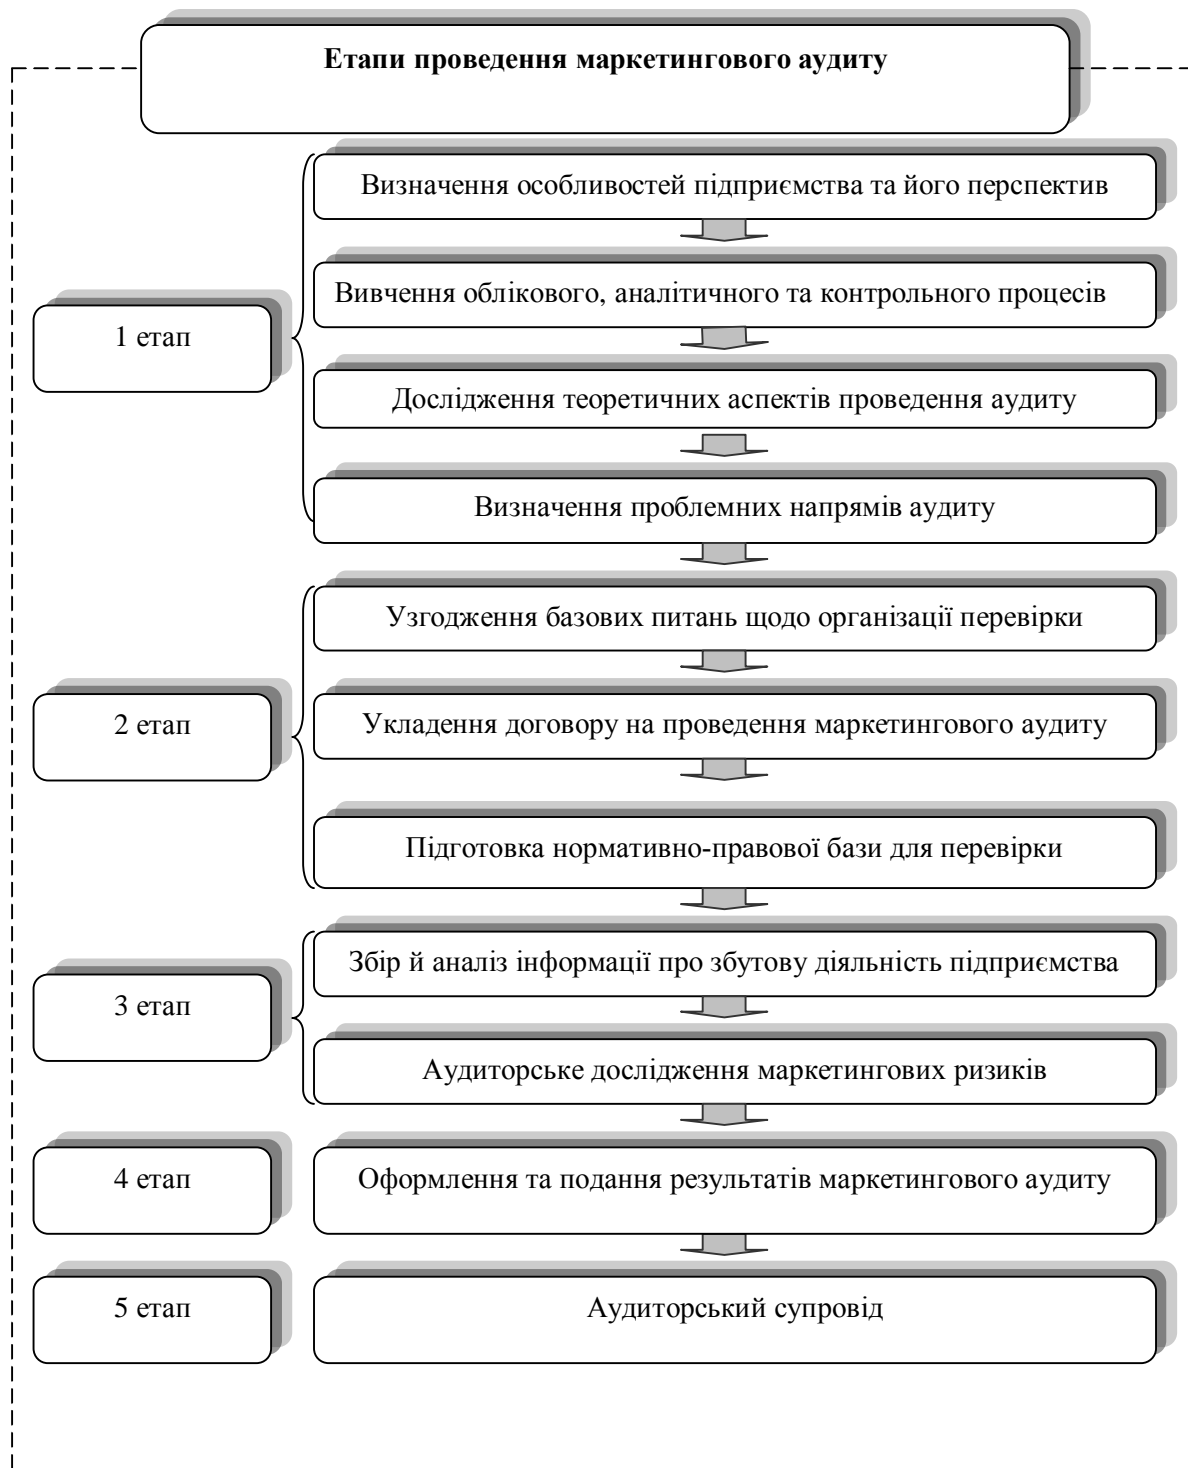 Етапи проведення маркетингового аудиту
Визначення особливостей підприємства та його перспектив
Вивчення облікового, аналітичного та контрольного процесів
1 етап
Дослідження теоретичних аспектів проведення аудиту
Визначення проблемних напрямів аудиту
Узгодження базових питань щодо організації перевірки
2 етап
Укладення договору на проведення маркетингового аудиту
Підготовка нормативно-правової бази для перевірки
Збір й аналіз інформації про збутову діяльність підприємства
3 етап
Аудиторське дослідження маркетингових ризиків
4 етап
Оформлення та подання результатів маркетингового аудиту
5 етап
Аудиторський супровід